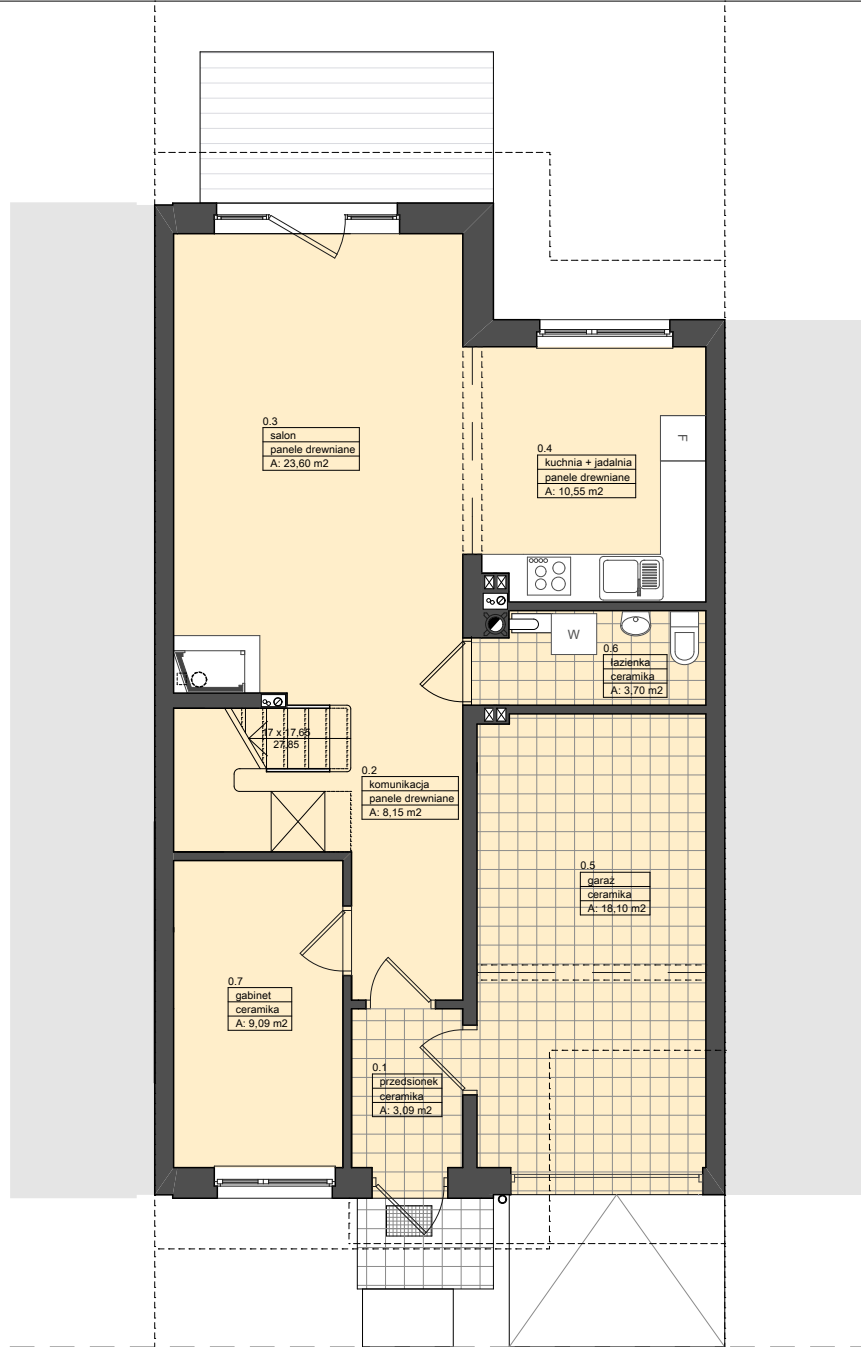 0.3
salon
panele drewniane
A: 23,60 m2
0.4
kuchnia + jadalnia
panele drewniane
A: 10,55 m2
F
W
0.6
łazienka
ceramika
A: 3,70 m2
17 x 17,65
27,85
0.2
komunikacja
panele drewniane
A: 8,15 m2
0.5
garaż
ceramika
A: 18,10 m2
0.7
gabinet
ceramika
A: 9,09 m2
0.1
przedsionek
ceramika
A: 3,09 m2